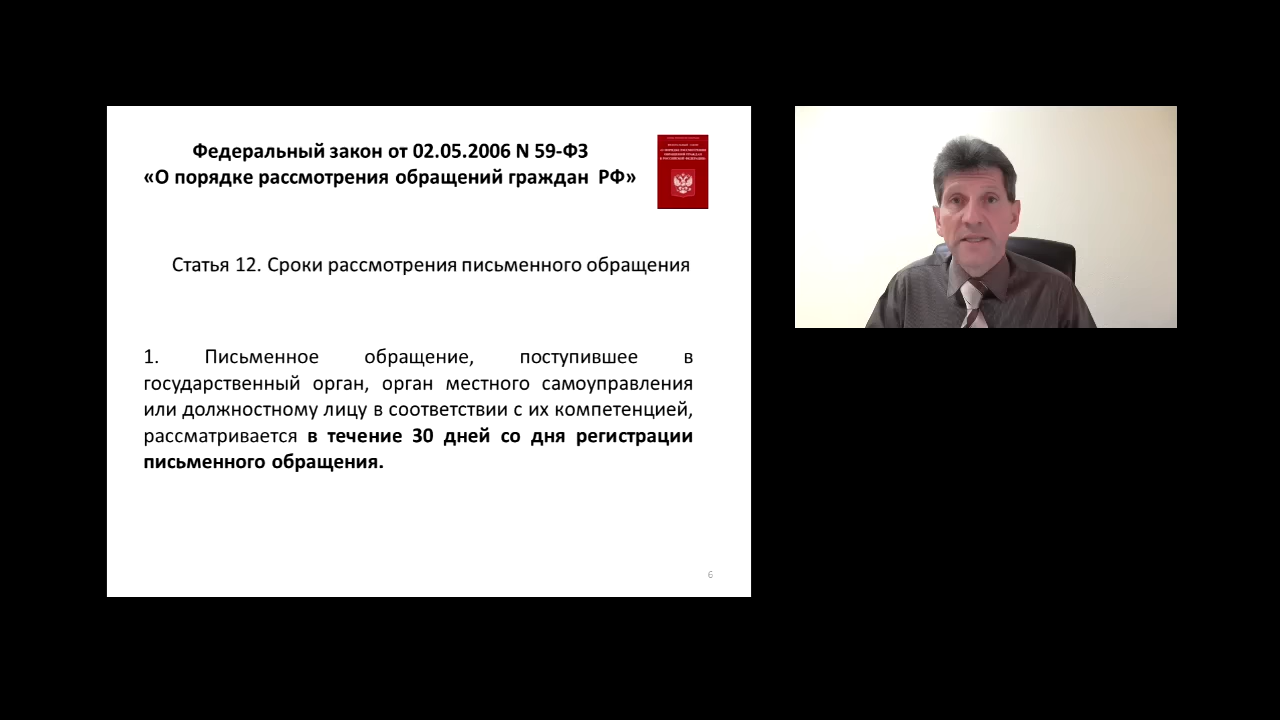 Федеральный закон от 02.05.2006 N 59-ФЗ
«О порядке рассмотрения обращений граждан РФ»
Статья 12. Сроки рассмотрения письменного обращения
1. Письменное обращение, поступившее в
государственный орган, орган местного самоуправления
или должностному лицу в соответствии с их компетенцией,
рассматривается в течение 30 дней со дня регистрации
письменного обращения.
6